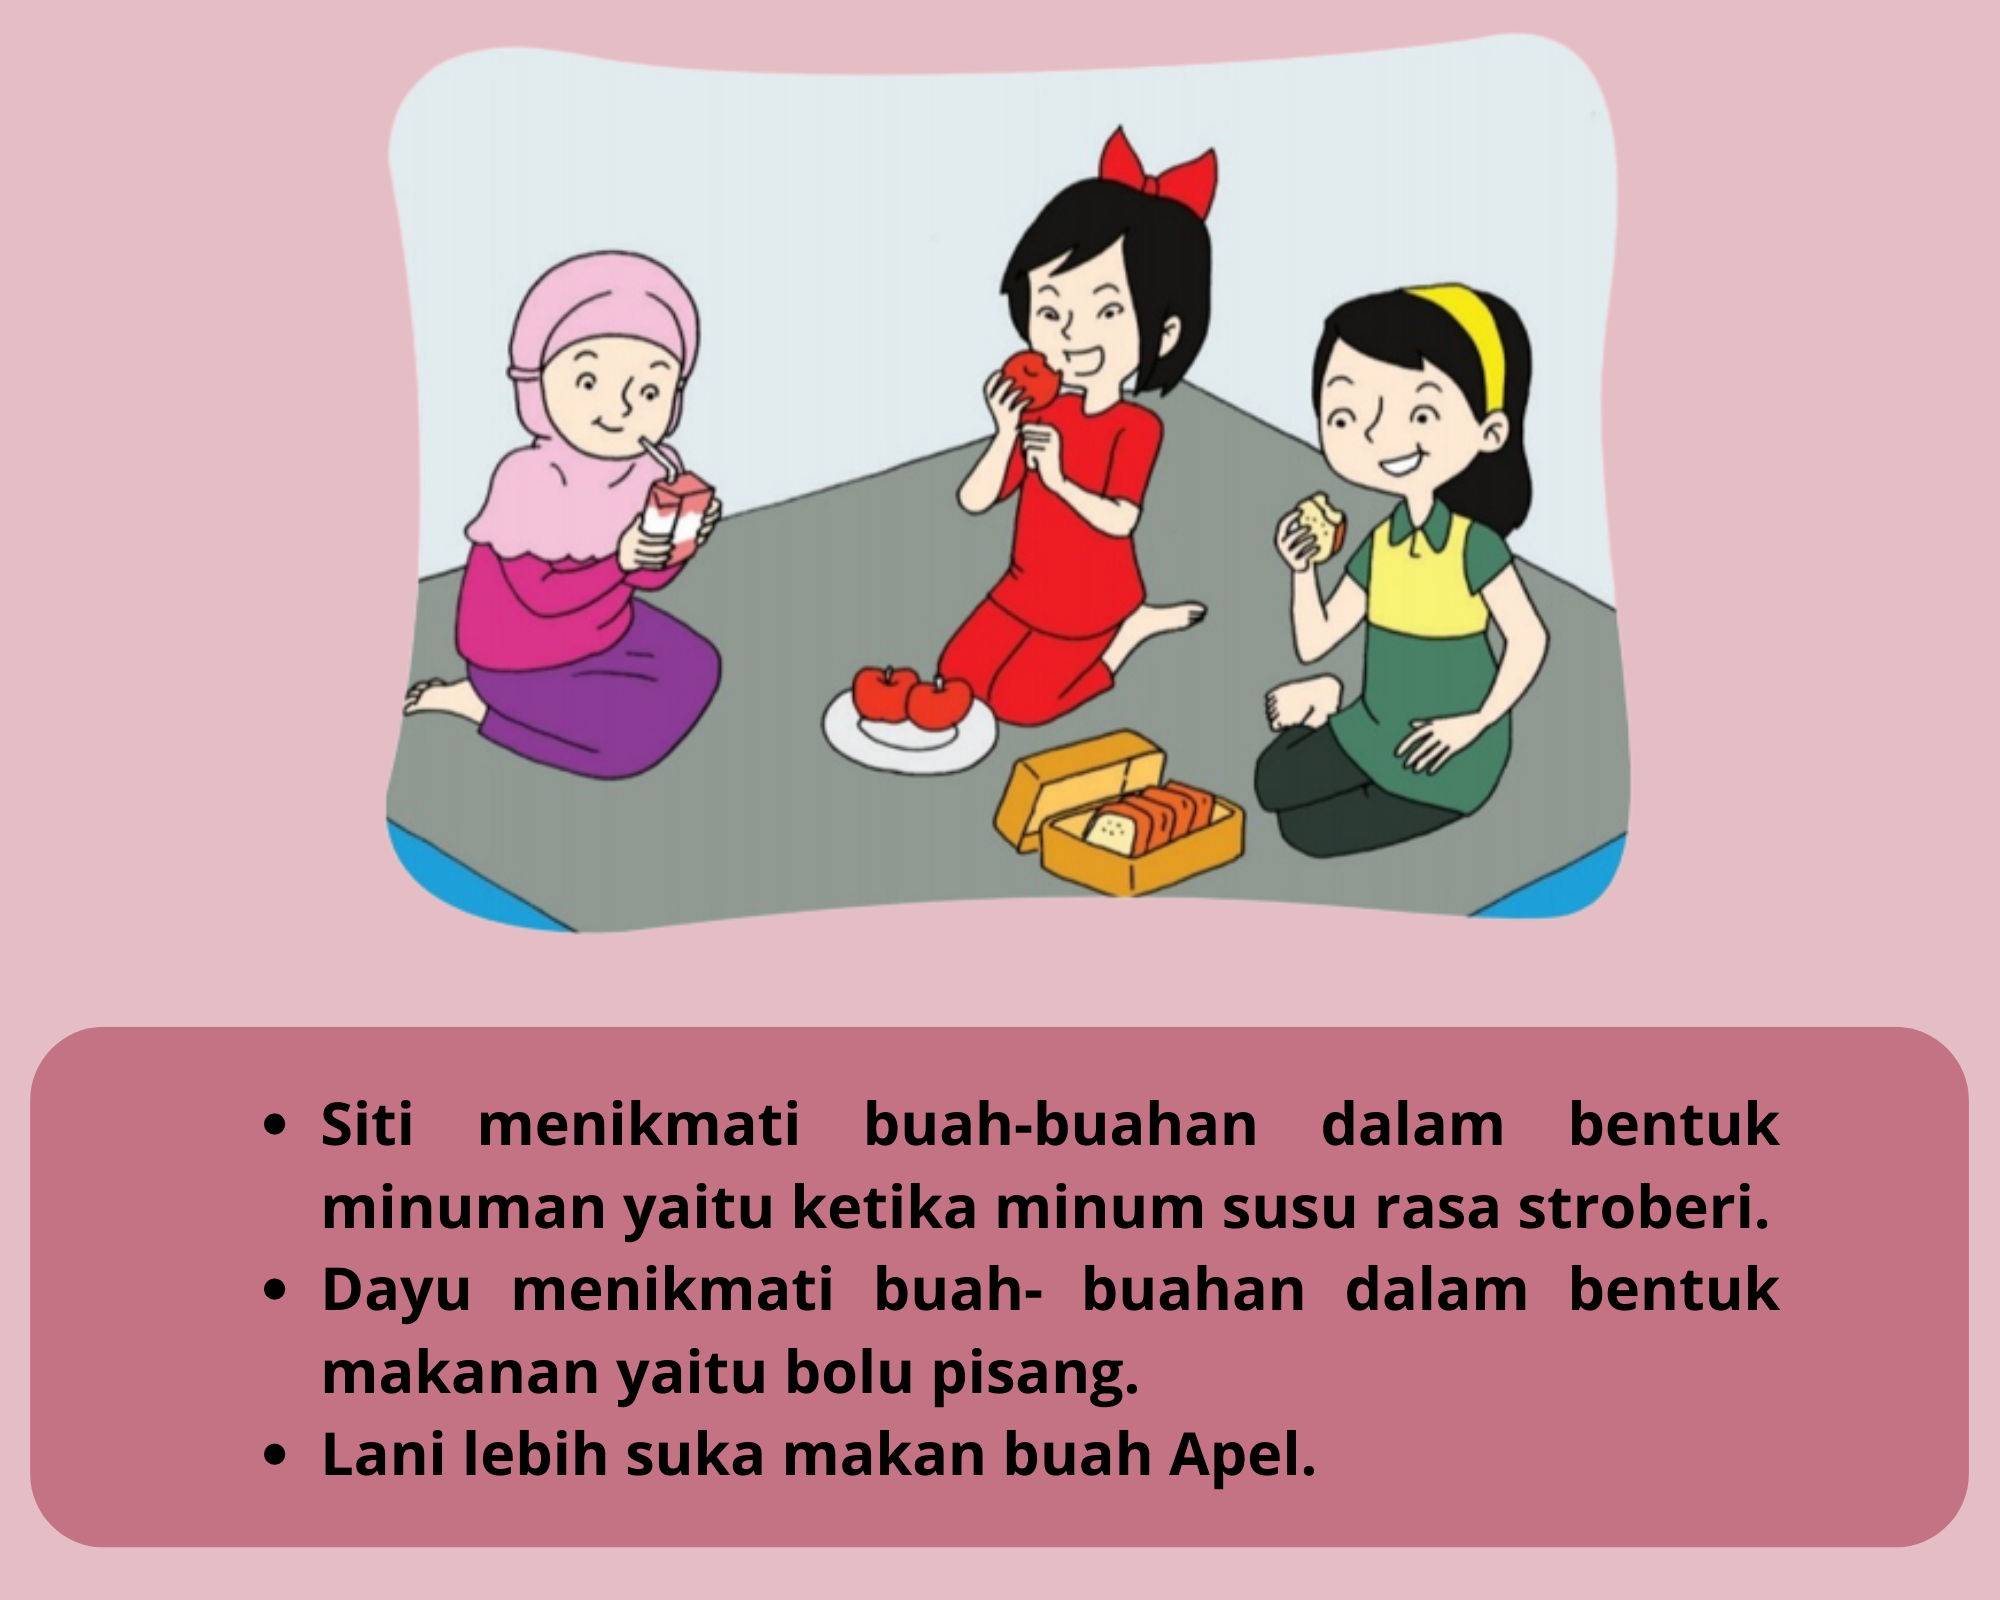 • Siti menikmati buah-buahan dalam bentuk
minuman yaitu ketika minum susu rasa stroberi.
• Dayu menikmati buah- buahan dalam bentuk
makanan yaitu bolu pisang.
• Lani lebih suka makan buah Apel.